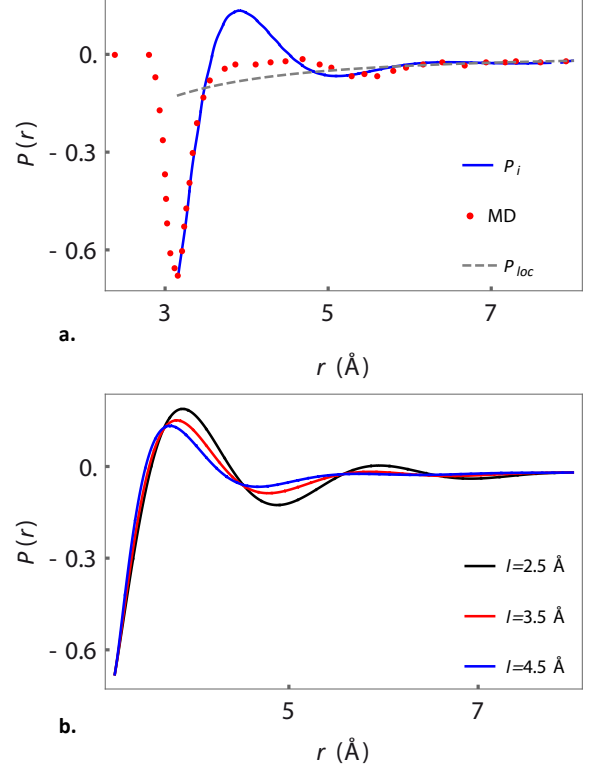 0.
- 0.3
- 0.6
P(r)
P i
MD
P loc
3
5
7
a.
r (Å)
0.
- 0.3
- 0.6
P(r)
l=2.5 Å
l=3.5 Å
l=4.5 Å
5
7
b.
r (Å)